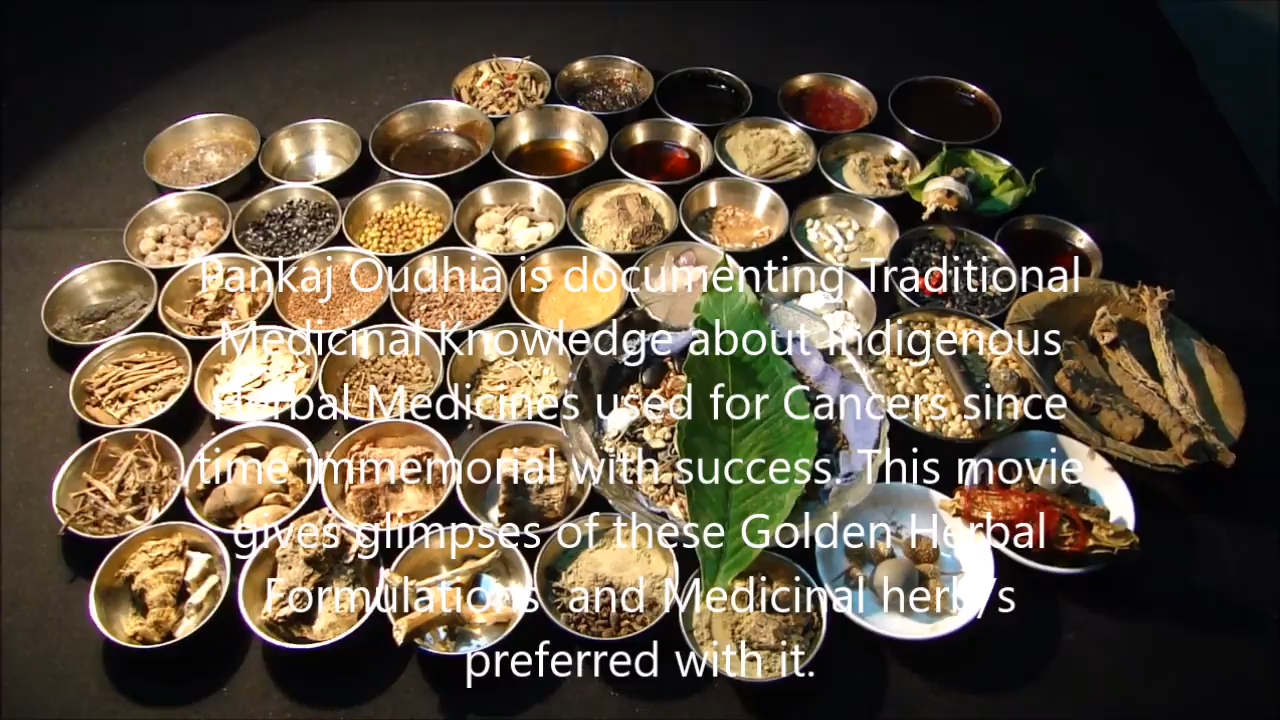 Pankaj Oudhia is documenting Traditional
Medicinal Knowledge about Indigenous
Herbal Medicines used for Cancers since
time immemorial with success. This movie
gives glimpses of these Golden Herbal
Formulations and Medicinal herb/s
preferred with it.